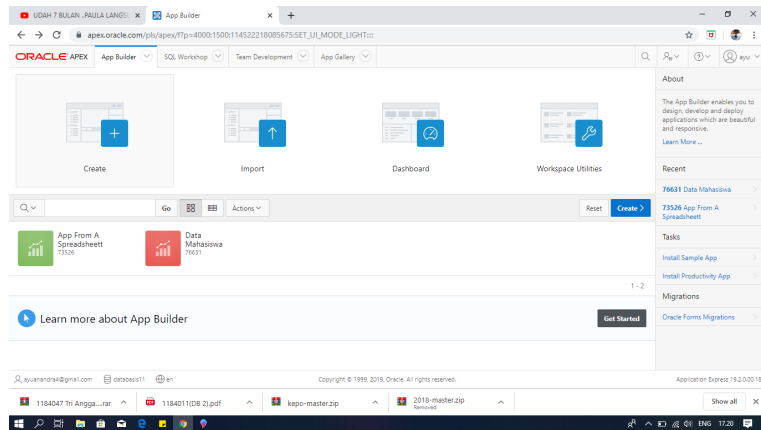 UDAH 7 BULAN ..PAULA LANGSU
App Builder
apex.oracle.com/pls/apex/f?p=4000:1500:114522218085675:SET_UI_MODE_LIGHT:::
ORACLE APEX App Builder SQL Workshop Team Development App Gallery ayu
Create
Import
Dashboard
Workspace Utilities
Go Actions Reset Create >
App From A
Spreadsheett
73526
Data
Mahasiswa
76631
1 - 2
Learn more about App Builder
Get Started
About
The App Builder enables you to
design, develop and deploy
applications which are beautiful
and responsive.
Learn More ...
Recent
76631 Data Mahasiswa
73526 App From A
Spreadsheett
Tasks
Install Sample App
Install Productivity App
Migrations
Oracle Forms Migrations
ayuanandra4@gmail.com databasis11 en
Copyright © 1999, 2019, Oracle. All rights reserved.
Application Express 19.2.0.00.18
1184047 Tri Angga....rar
1184011(DB 2).pdf
kepo-master.zip
2018-master.zip
Removed
Show all
ENG 17.20